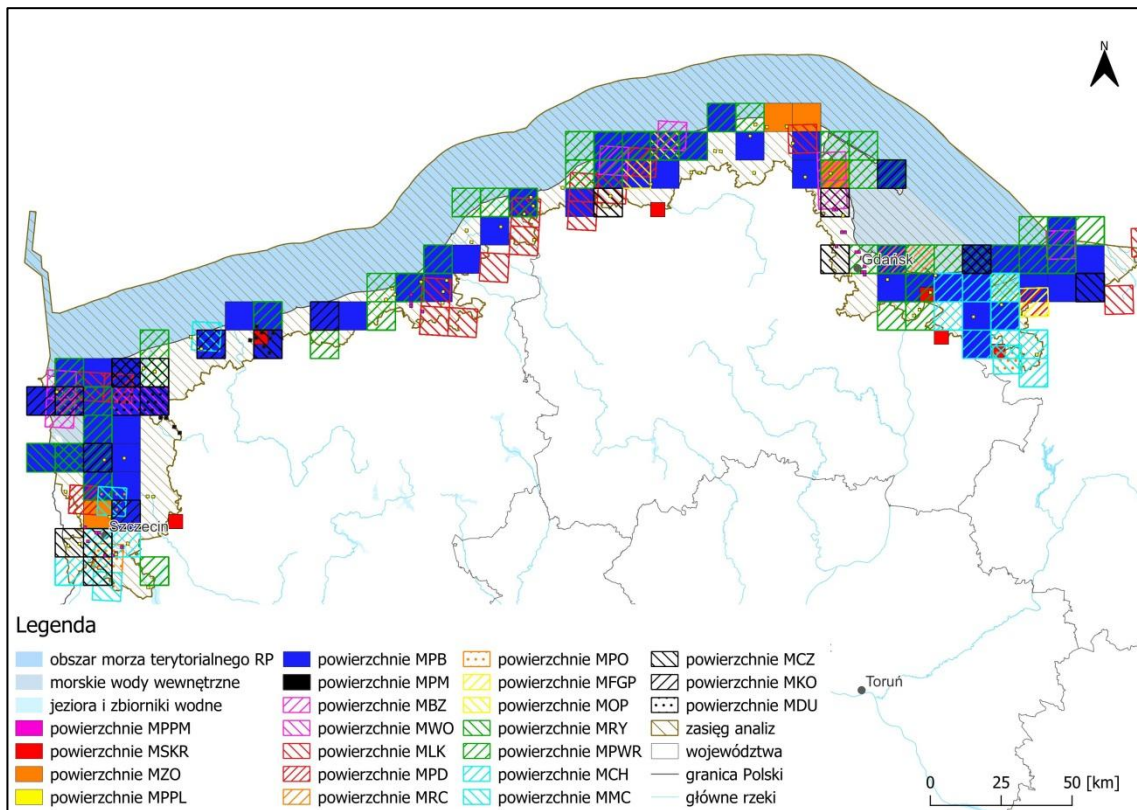 N
Gdańsk
Szczecin
Toruń
Legenda
obszar morza terytorialnego RP
morskie wody wewnętrzne
jeziora i zbiorniki wodne
powierzchnie MPPM
powierzchnie MSKR
powierzchnie MZO
powierzchnie MPPL
powierzchnie MPB
powierzchnie MPM
powierzchnie MBZ
powierzchnie MWO
powierzchnie MLK
powierzchnie MPD
powierzchnie MRC
powierzchnie MPO
powierzchnie MFGP
powierzchnie MOP
powierzchnie MRY
powierzchnie MPWR
powierzchnie MCH
powierzchnie MMC
powierzchnie MCZ
powierzchnie MKO
powierzchnie MDU
zasięg analiz
województwa
granica Polski
główne rzeki
0 25 50 [km]